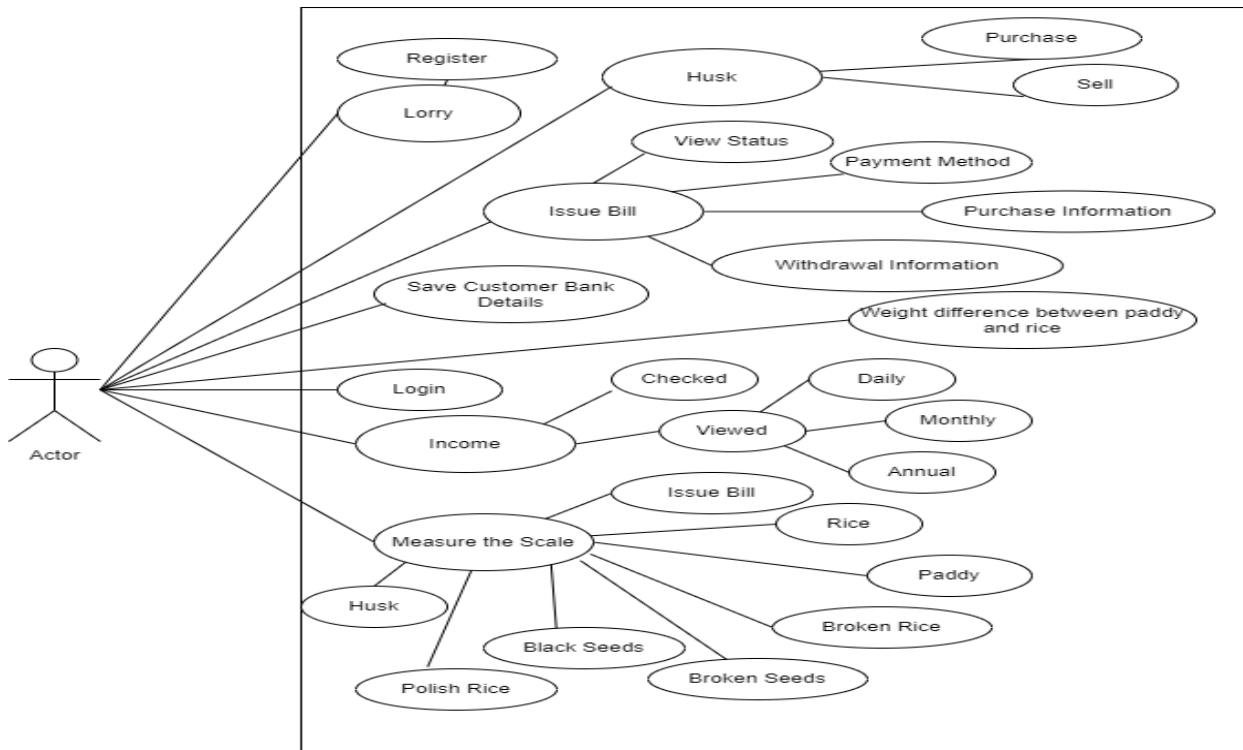 Purchase
Register
Husk
Sell
Lorry
View Status
Payment Method
Issue Bill
Purchase Information
Withdrawal Information
Save Customer Bank
Details
Weight difference between paddy
and rice
Login
Checked
Daily
Income
Viewed
Monthly
Actor
Annual
Issue Bill
Rice
Measure the Scale
Paddy
Husk
Broken Rice
Black Seeds
Broken Seeds
Polish Rice